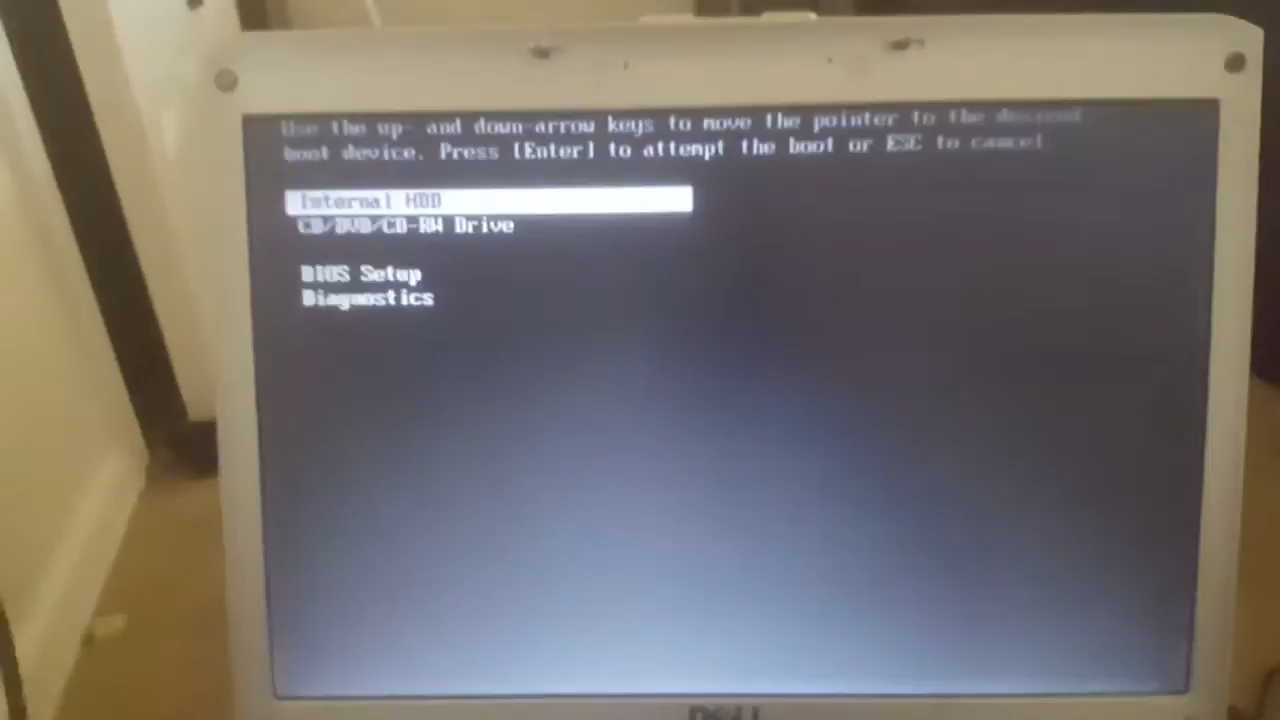 Use the up- and down-arrow keys to move the pointer to the desired
boot device. Press [Enter] to attempt the boot or ESC to cancel.
Internal HDD
CD/DVD/CD-RW Drive
BIOS Setup
Diagnostics
DELL